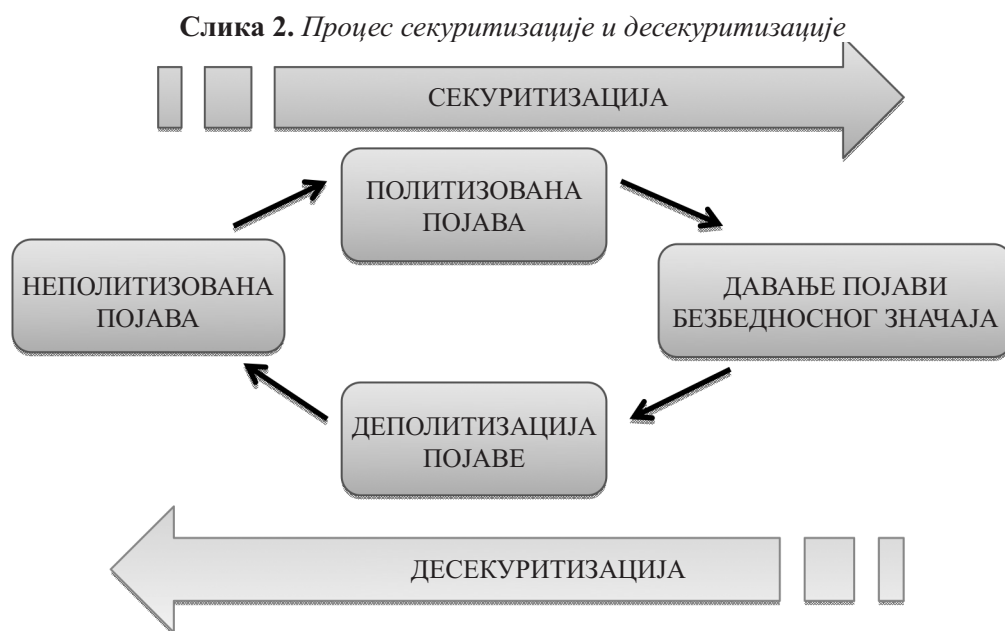 Слика 2. Процес секуритизације и десекуритизације
СЕКУРИТИЗАЦИЈА
ПОЛИТИЗОВАНА
ПОЈАВА
НЕПОЛИТИЗОВАНА
ПОЈАВА
ДАВАЊЕ ПОЈАВИ
БЕЗБЕДНОСНОГ ЗНАЧАЈА
ДЕПОЛИТИЗАЦИЈА
ПОЈАВЕ
ДЕСЕКУРИТИЗАЦИЈА